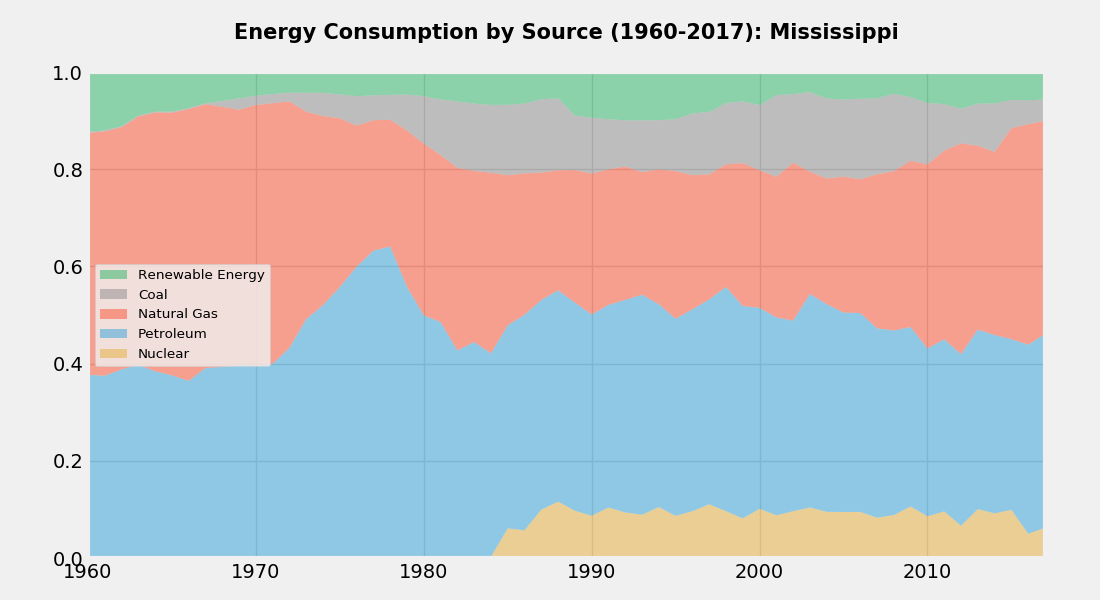 Energy Consumption by Source (1960-2017): Mississippi
1.0
0.8
0.6
0.4
0.2
0.0
Renewable Energy
Coal
Natural Gas
Petroleum
Nuclear
1960
1970
1980
1990
2000
2010